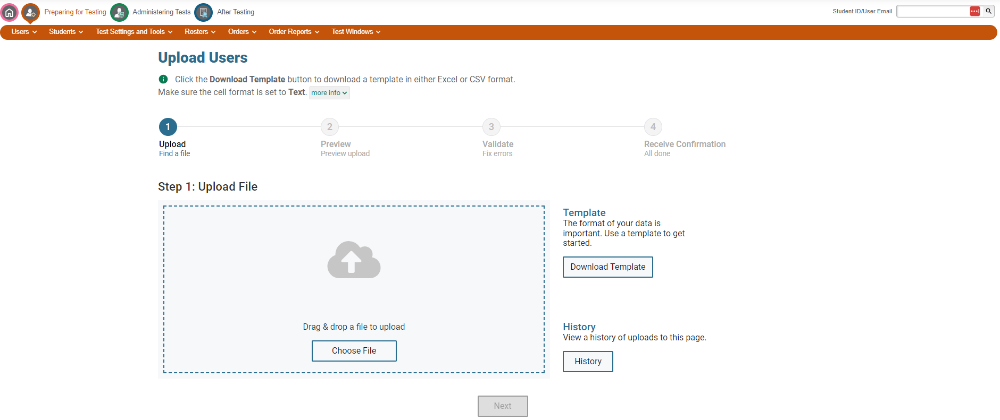 Preparing for Testing Administering Tests After Testing Student ID/User Email
Users Students Test Settings and Tools Rosters Orders Order Reports Test Windows
Upload Users
Click the Download Template button to download a template in either Excel or CSV format.
Make sure the cell format is set to Text. more info
1 2 3 4
Upload Preview Validate Receive Confirmation
Find a file Preview upload Fix errors All done
Step 1: Upload File
Drag & drop a file to upload
Choose File
Template
The format of your data is
important. Use a template to get
started.
Download Template
History
View a history of uploads to this page.
History
Next